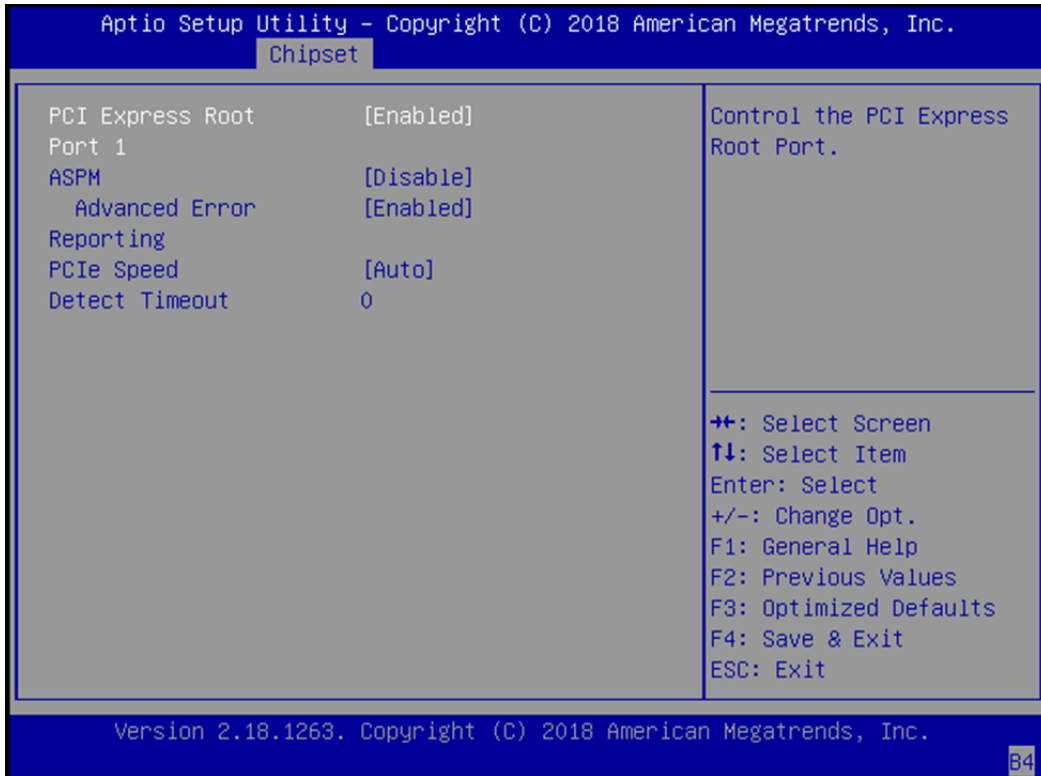 Aptio Setup Utility – Copyright (C) 2018 American Megatrends, Inc.
Chipset
PCI Express Root [Enabled]
Port 1
ASPM [Disable]
Advanced Error [Enabled]
Reporting
PCIe Speed [Auto]
Detect Timeout 0
Control the PCI Express
Root Port.
→←: Select Screen
↑↓: Select Item
Enter: Select
+/-: Change Opt.
F1: General Help
F2: Previous Values
F3: Optimized Defaults
F4: Save & Exit
ESC: Exit
Version 2.18.1263. Copyright (C) 2018 American Megatrends, Inc.
B4